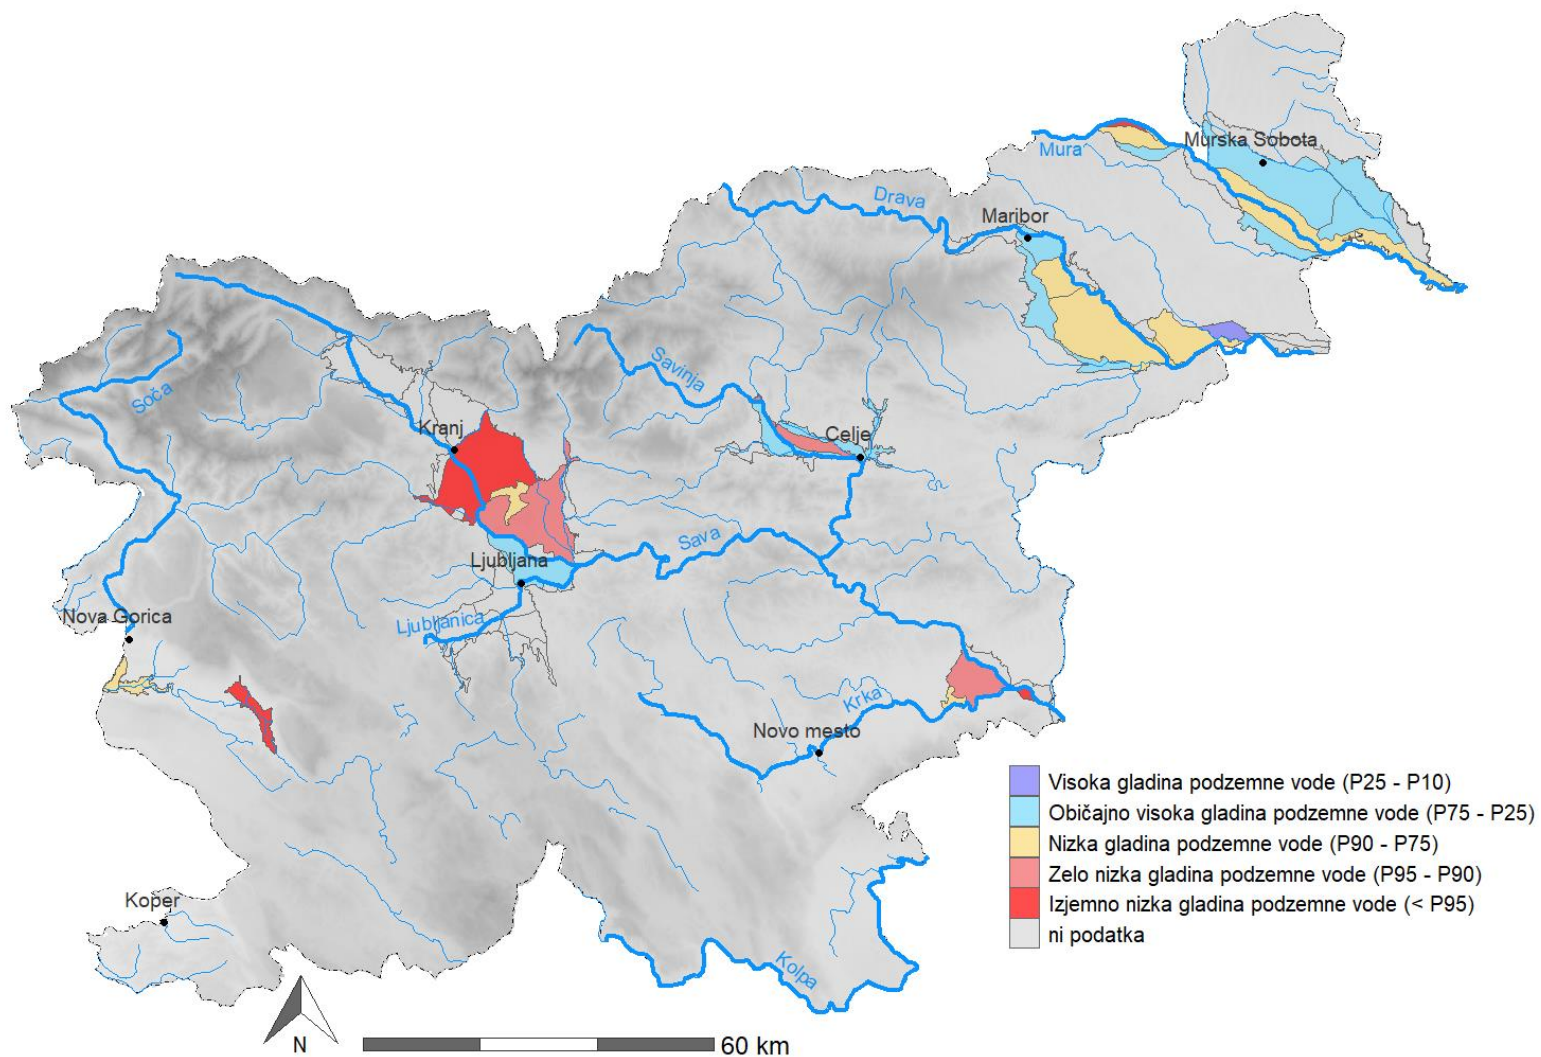 Murska Sobota
Mura
Drava
Maribor
Soča
Savinja
Kranj
Celje
Sava
Ljubljana
Nova Gorica
Ljubljanica
Krka
Novo mesto
Visoka gladina podzemne vode (P25 - P10)
Običajno visoka gladina podzemne vode (P75 - P25)
Nizka gladina podzemne vode (P90 - P75)
Zelo nizka gladina podzemne vode (P95 - P90)
Izjemno nizka gladina podzemne vode (< P95)
ni podatka
Koper
Kolpa
N
60 km